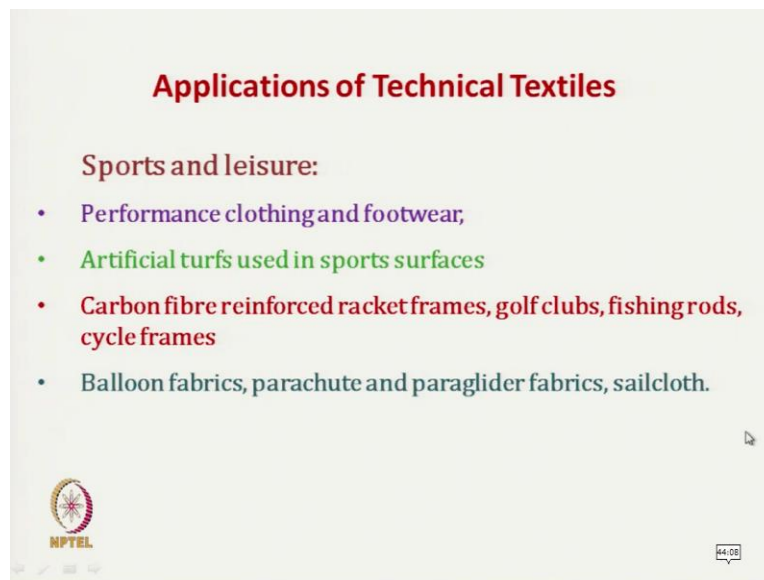 Applications of Technical Textiles
Sports and leisure:
• Performance clothing and footwear,
• Artificial turfs used in sports surfaces
• Carbon fibre reinforced racket frames, golf clubs, fishing rods,
cycle frames
• Balloon fabrics, parachute and paraglider fabrics, sailcloth.
NPTEL
44:08